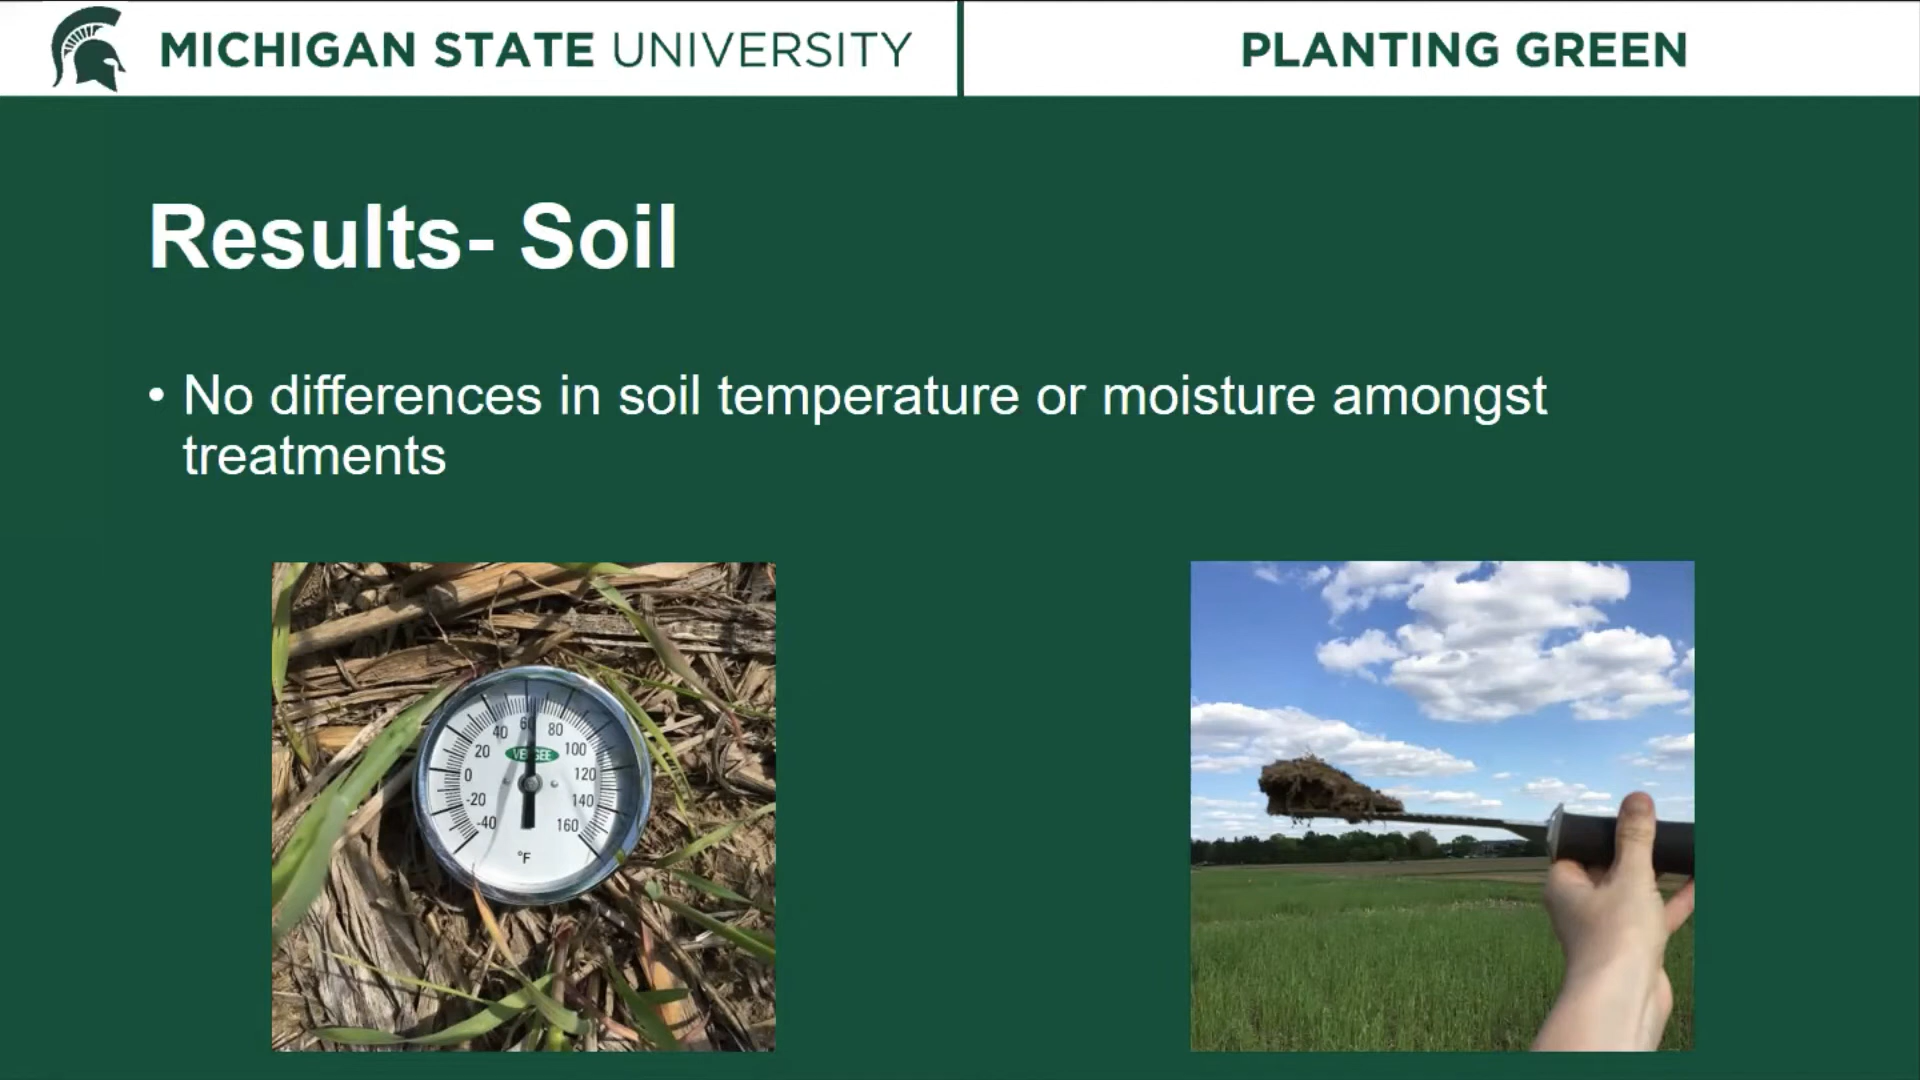 MICHIGAN STATE UNIVERSITY
PLANTING GREEN
Results- Soil
• No differences in soil temperature or moisture amongst
treatments
-40
-20
0
20
40
60
80
100
120
140
160
°F